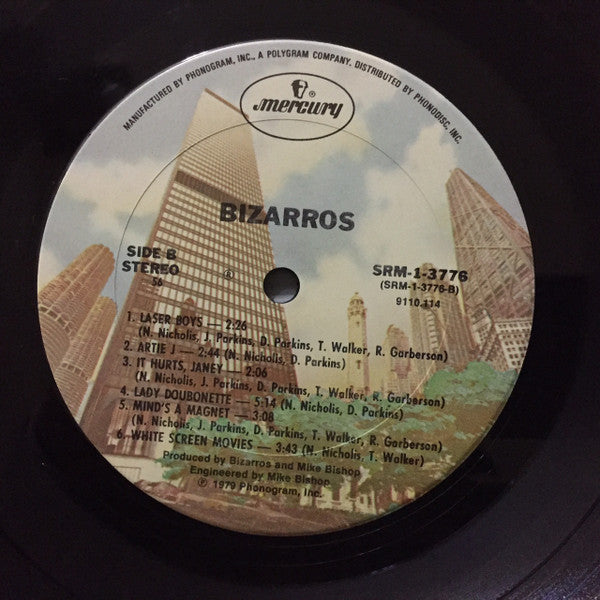 MANUFACTURED BY PHONOGRAM, INC., A POLYGRAM COMPANY. DISTRIBUTED BY PHONODISC, INC.
mercury ®
BIZARROS
SIDE B
STEREO
56
SRM-1-3776
(SRM-1-3776-B)
9110.114
1. LASER BOYS — 2:26
(N. Nicholis, J. Parkins, D. Parkins, T. Walker, R. Garberson)
2. ARTIE J — 2:44 (N. Nicholis, D. Parkins)
3. IT HURTS, JANEY — 2:06
(N. Nicholis, J. Parkins, D. Parkins, T. Walker, R. Garberson)
4. LADY DOUBONETTE — 5:14 (N. Nicholis, D. Parkins)
5. MIND'S A MAGNET — 3:08
(N. Nicholis, J. Parkins, D. Parkins, T. Walker, R. Garberson)
6. WHITE SCREEN MOVIES — 3:43 (N. Nicholis, T. Walker)
Produced by Bizarros and Mike Bishop
Engineered by Mike Bishop
℗ 1979 Phonogram, Inc.